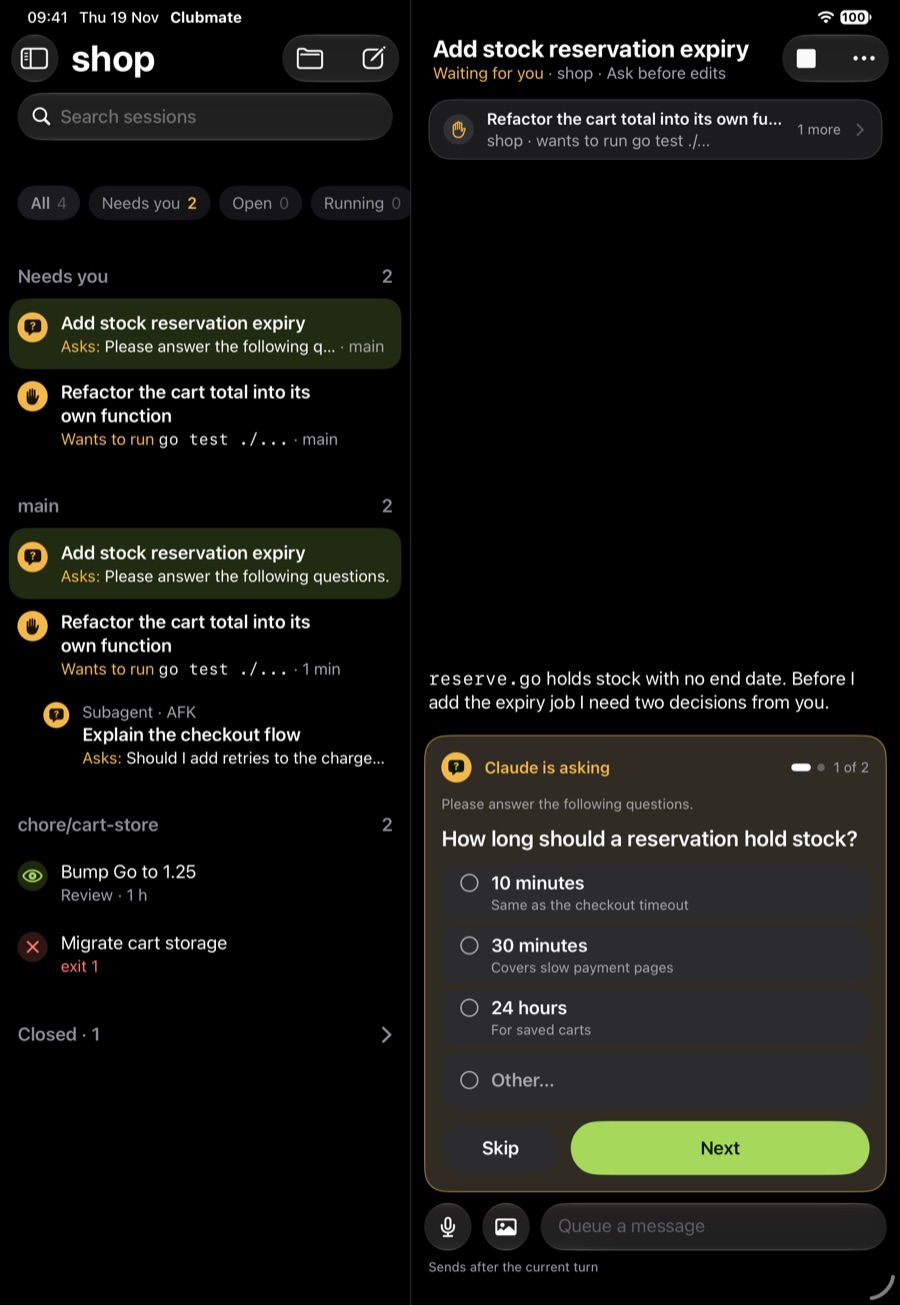 09:41 Thu 19 Nov Clubmate
100
shop
Search sessions
All 4
Needs you 2
Open 0
Running 0
Needs you 2
Add stock reservation expiry
Asks: Please answer the following q... · main
Refactor the cart total into its
own function
Wants to run go test ./... · main
main 2
Add stock reservation expiry
Asks: Please answer the following questions.
Refactor the cart total into its
own function
Wants to run go test ./... · 1 min
Subagent · AFK
Explain the checkout flow
Asks: Should I add retries to the charge...
chore/cart-store 2
Bump Go to 1.25
Review · 1 h
Migrate cart storage
exit 1
Closed · 1
Add stock reservation expiry
Waiting for you · shop · Ask before edits
Refactor the cart total into its own fu...
1 more
shop · wants to run go test ./...
reserve.go holds stock with no end date. Before I
add the expiry job I need two decisions from you.
Claude is asking
1 of 2
Please answer the following questions.
How long should a reservation hold stock?
10 minutes
Same as the checkout timeout
30 minutes
Covers slow payment pages
24 hours
For saved carts
Other...
Skip
Next
Queue a message
Sends after the current turn